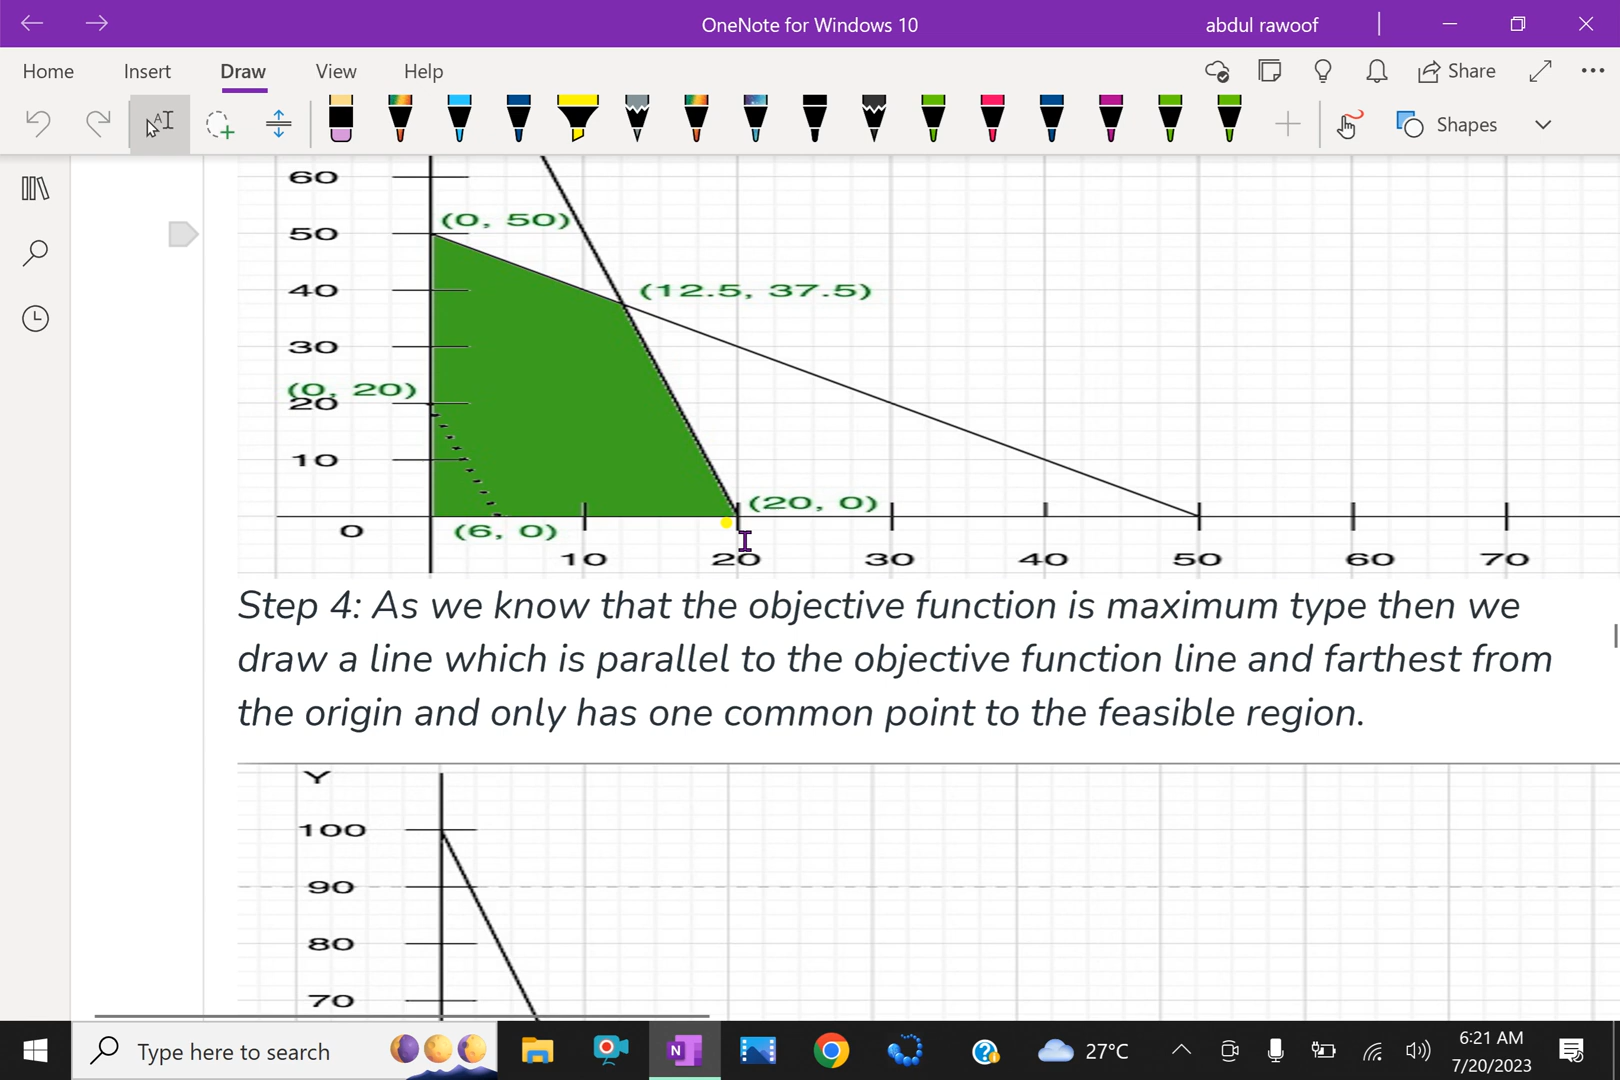 OneNote for Windows 10
abdul rawoof
Home Insert Draw View Help
Share
Shapes
60
(0, 50)
50
(12.5, 37.5)
40
30
(0, 20)
20
10
(20, 0)
0
(6, 0)
10 20 30 40 50 60 70
Step 4: As we know that the objective function is maximum type then we
draw a line which is parallel to the objective function line and farthest from
the origin and only has one common point to the feasible region.
Y
100
90
80
70
Type here to search
27°C
6:21 AM
7/20/2023